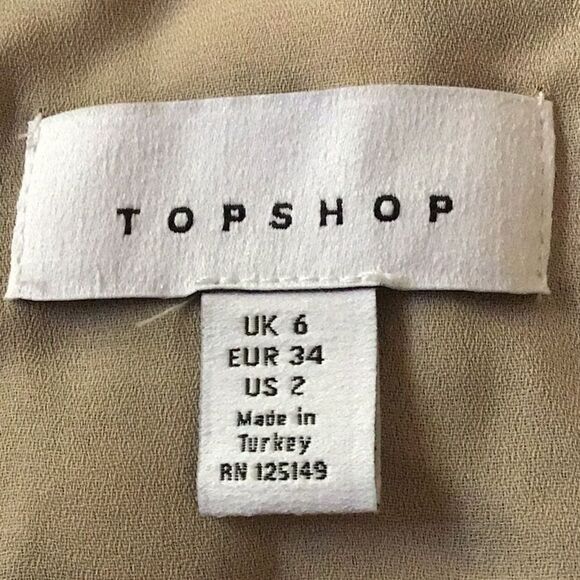 TOPSHOP
UK 6
EUR 34
US 2
Made in
Turkey
RN 125149